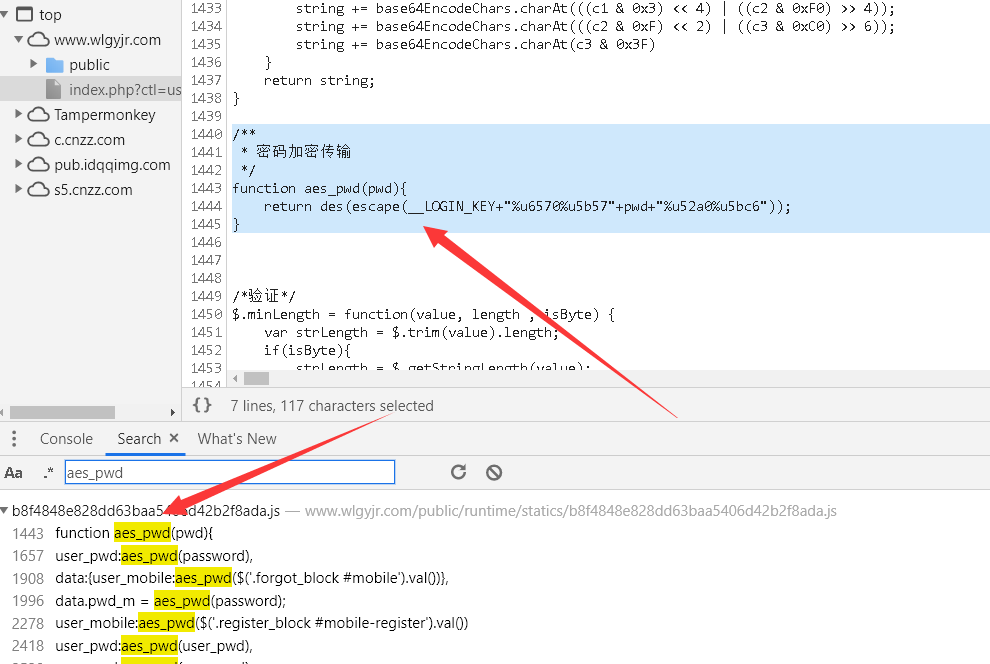 top
www.wlgyjr.com
public
index.php?ctl=us
Tampermonkey
c.cnzz.com
pub.idqqimg.com
s5.cnzz.com
1433 string += base64EncodeChars.charAt(((c1 & 0x3) << 4) | ((c2 & 0xF0) >> 4));
1434 string += base64EncodeChars.charAt(((c2 & 0xF) << 2) | ((c3 & 0xC0) >> 6));
1435 string += base64EncodeChars.charAt(c3 & 0x3F)
1436 }
1437 return string;
1438 }
1439
1440 /**
1441 * 密码加密传输
1442 */
1443 function aes_pwd(pwd){
1444 return des(escape(__LOGIN_KEY+"%u6570%u5b57"+pwd+"%u52a0%u5bc6"));
1445 }
1446
1447
1448
1449 /*验证*/
1450 $.minLength = function(value, length , isByte) {
1451 var strLength = $.trim(value).length;
1452 if(isByte){
1453 strLength = $.getStringLength(value);
1454
{} 7 lines, 117 characters selected
Console Search × What's New
Aa .* aes_pwd
b8f4848e828dd63baa5406d42b2f8ada.js — www.wlgyjr.com/public/runtime/statics/b8f4848e828dd63baa5406d42b2f8ada.js
1443 function aes_pwd(pwd){
1657 user_pwd:aes_pwd(password),
1908 data:{user_mobile:aes_pwd($('.forgot_block #mobile').val())},
1996 data.pwd_m = aes_pwd(password);
2278 user_mobile:aes_pwd($('.register_block #mobile-register').val())
2418 user_pwd:aes_pwd(user_pwd),